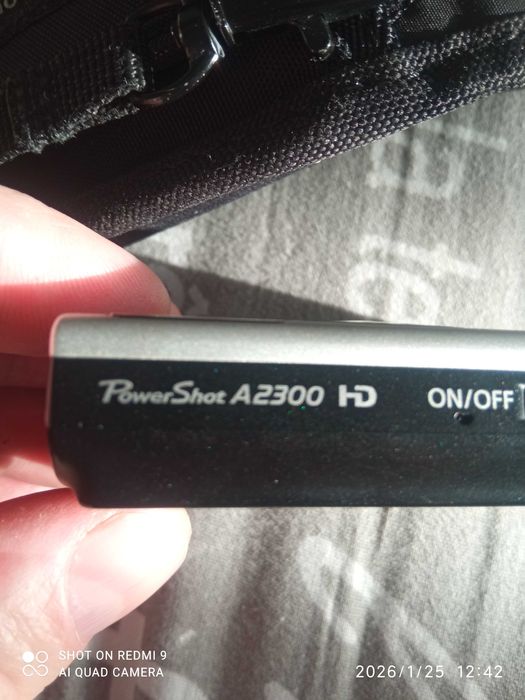 PowerShot A2300 HD
ON/OFF
SHOT ON REDMI 9
AI QUAD CAMERA
2026/1/25 12:42